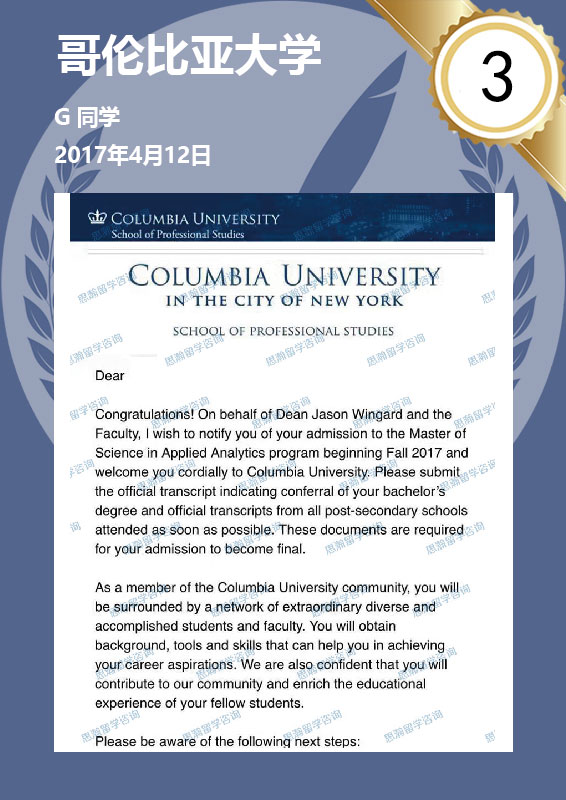 哥伦比亚大学
3
G 同学
2017年4月12日
COLUMBIA UNIVERSITY
School of Professional Studies
COLUMBIA UNIVERSITY
IN THE CITY OF NEW YORK
SCHOOL OF PROFESSIONAL STUDIES
Dear
Congratulations! On behalf of Dean Jason Wingard and the
Faculty, I wish to notify you of your admission to the Master of
Science in Applied Analytics program beginning Fall 2017 and
welcome you cordially to Columbia University. Please submit
the official transcript indicating conferral of your bachelor's
degree and official transcripts from all post-secondary schools
attended as soon as possible. These documents are required
for your admission to become final.
As a member of the Columbia University community, you will
be surrounded by a network of extraordinary diverse and
accomplished students and faculty. You will obtain
background, tools and skills that can help you in achieving
your career aspirations. We are also confident that you will
contribute to our community and enrich the educational
experience of your fellow students.
Please be aware of the following next steps:
思瀚留学咨询